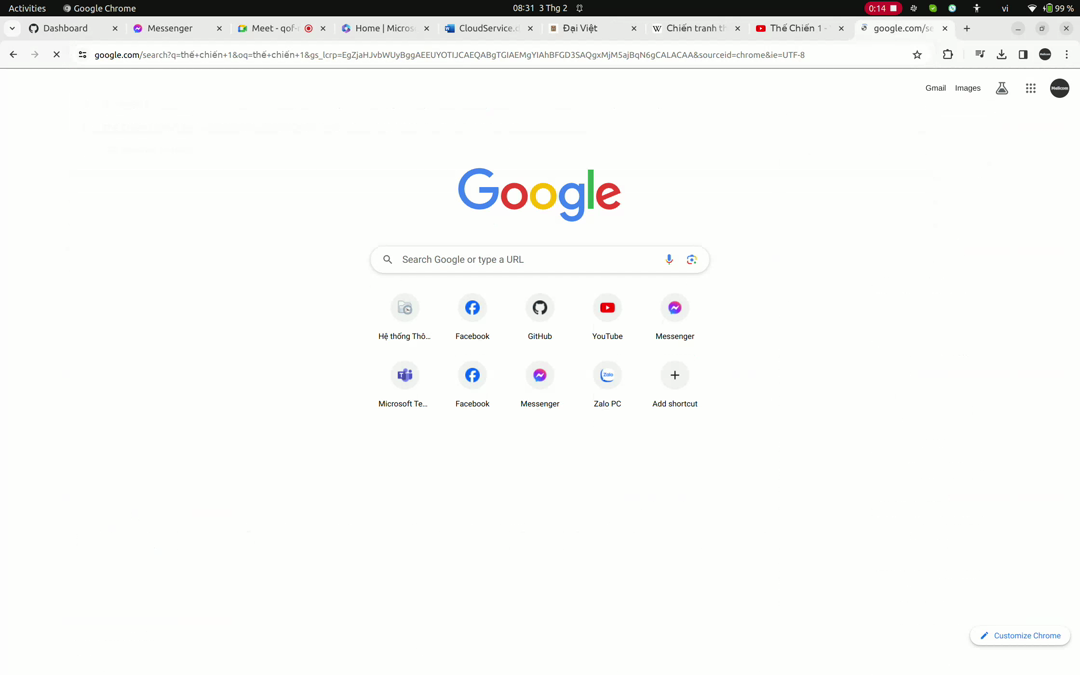 Activities Google Chrome 08:31 3 Thg 2 0:14 vi 99 %
Dashboard Messenger Meet - qof Home | Micros CloudService. Đại Việt Chiến tranh th Thế Chiến 1 - google.com/se
google.com/search?q=thế+chiến+1&oq=thế+chiến+1&gs_lcrp=EgZjaHJvbWUyBggAEEUYOTIJCAEQABgTGIAEMgYIAhBFGD3SAQgxMjM5ajBqN6gCALACAA&sourceid=chrome&ie=UTF-8
Gmail Images
Google
Search Google or type a URL
Hệ thống Thô... Facebook GitHub YouTube Messenger
Zalo
Microsoft Te... Facebook Messenger Zalo PC Add shortcut
Customize Chrome